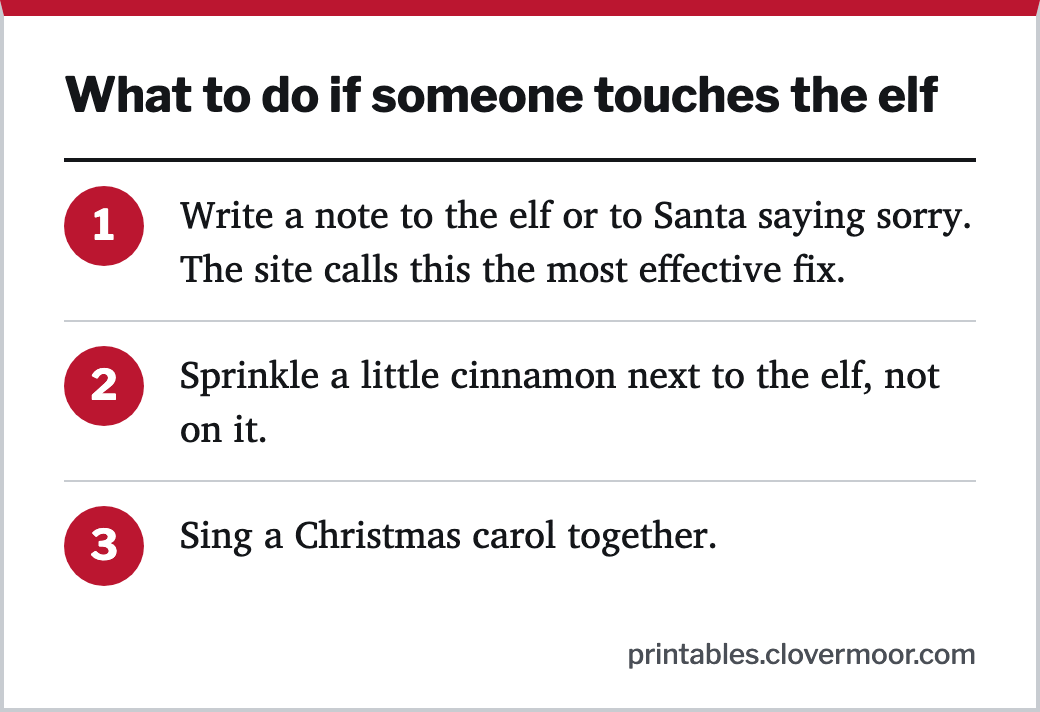 What to do if someone touches the elf
1
Write a note to the elf or to Santa saying sorry.
The site calls this the most effective fix.
2
Sprinkle a little cinnamon next to the elf, not
on it.
3
Sing a Christmas carol together.
printables.clovermoor.com